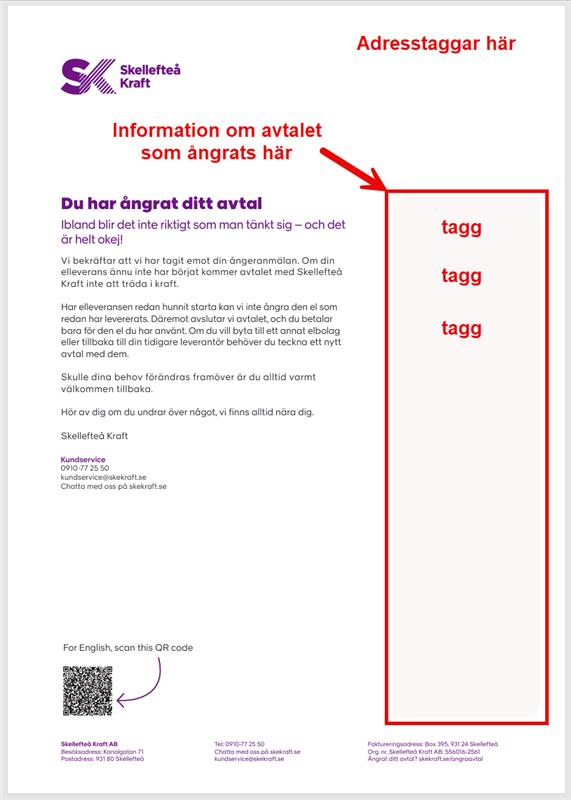 Adresstaggar här
Skellefteå
Kraft
Information om avtalet
som ångrats här
Du har ångrat ditt avtal
Ibland blir det inte riktigt som man tänkt sig – och det
är helt okej!
Vi bekräftar att vi har tagit emot din ångeranmälan. Om din
elleverans ännu inte har börjat kommer avtalet med Skellefteå
Kraft inte att träda i kraft.
Har elleveransen redan hunnit starta kan vi inte ångra den el som
redan har levererats. Däremot avslutar vi avtalet, och du betalar
bara för den el du har använt. Om du vill byta till ett annat elbolag
eller tillbaka till din tidigare leverantör behöver du teckna ett nytt
avtal med dem.
Skulle dina behov förändras framöver är du alltid varmt
välkommen tillbaka.
Hör av dig om du undrar över något, vi finns alltid nära dig.
Skellefteå Kraft
Kundservice
0910-77 25 50
kundservice@skekraft.se
Chatta med oss på skekraft.se
tagg
tagg
tagg
For English, scan this QR code
Skellefteå Kraft AB
Besöksadress: Kanalgatan 71
Postadress: 931 80 Skellefteå
Tel: 0910-77 25 50
Chatta med oss på skekraft.se
kundservice@skekraft.se
Faktureringsadress: Box 395, 931 24 Skellefteå
Org. nr. Skellefteå Kraft AB: 556016-2561
Ångrat ditt avtal? skekraft.se/angraavtal